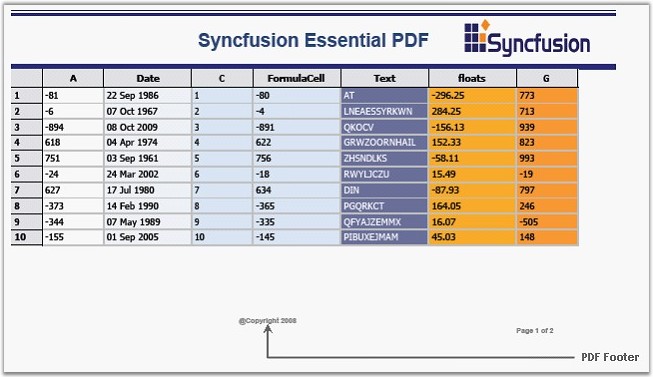 Syncfusion Essential PDF
Syncfusion
A Date C FormulaCell Text floats G
1 -81 22 Sep 1986 1 -80 AT -296.25 773
2 -6 07 Oct 1967 2 -4 LNEAESSYRKWN 284.25 713
3 -894 08 Oct 2009 3 -891 QKOCV -156.13 939
4 618 04 Apr 1974 4 622 GRWZOORNHAIL 152.33 823
5 751 03 Sep 1961 5 756 ZHSNDLKS -58.11 993
6 -24 24 Mar 2002 6 -18 RWYLJCZU 15.49 -19
7 627 17 Jul 1980 7 634 DIN -87.93 797
8 -373 14 Feb 1990 8 -365 PGQRKCT 164.05 246
9 -344 07 May 1989 9 -335 QFYAJZEMMX 16.07 -505
10 -155 01 Sep 2005 10 -145 PIBUXEJMAM 45.03 148
@Copyright 2008
Page 1 of 2
PDF Footer